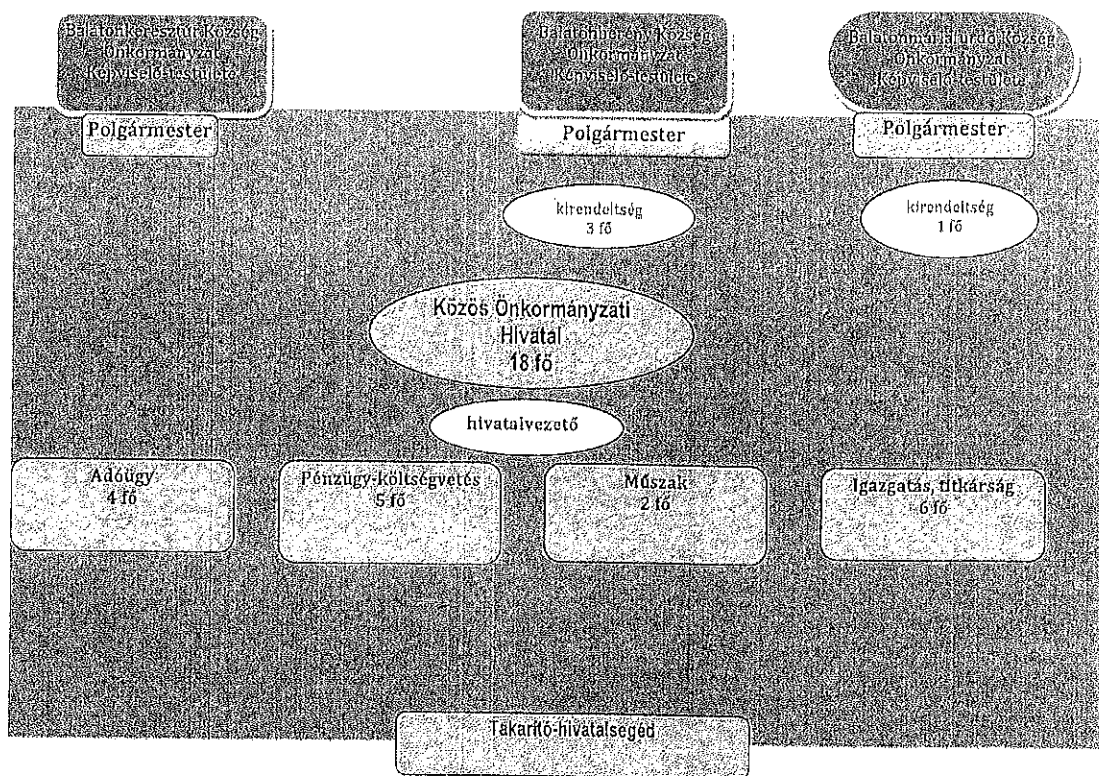 Balatonkeresztúr Község
Önkormányzat
Képviselő-testülete
Polgármester
Balatonberény Község
Önkormányzat
Képviselő-testülete
Polgármester
Balatonmáriafürdő Község
Önkormányzat
Képviselő-testülete
Polgármester
kirendeltség
3 fő
kirendeltség
1 fő
Közös Önkormányzati
Hivatal
18 fő
hivatalvezető
Adóügy
4 fő
Pénzügy-költségvetés
5 fő
Műszak
2 fő
Igazgatás, titkárság
6 fő
Takarító-hivatalsegéd